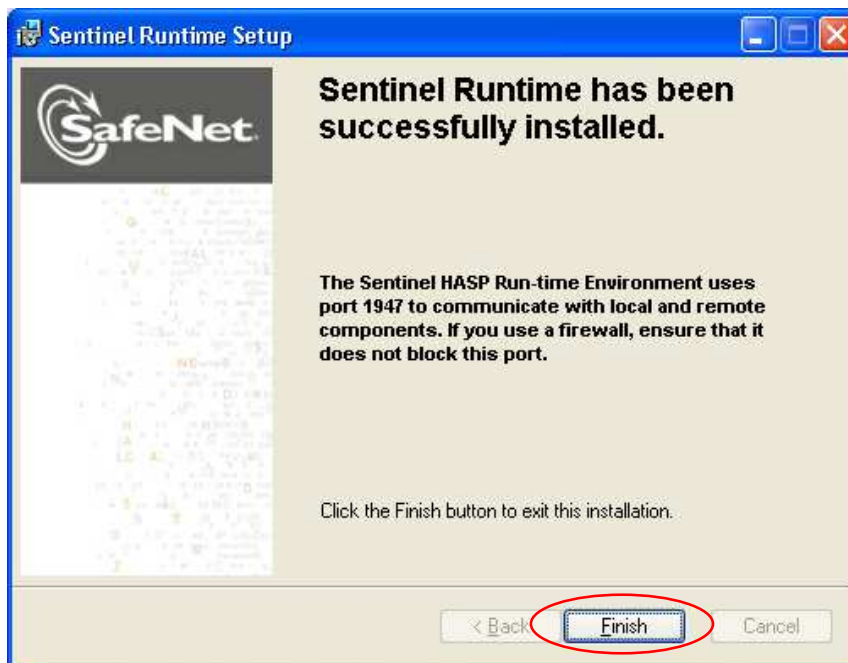 Sentinel Runtime Setup
SafeNet.
Sentinel Runtime has been
successfully installed.
The Sentinel HASP Run-time Environment uses
port 1947 to communicate with local and remote
components. If you use a firewall, ensure that it
does not block this port.
Click the Finish button to exit this installation.
< Back
Finish
Cancel